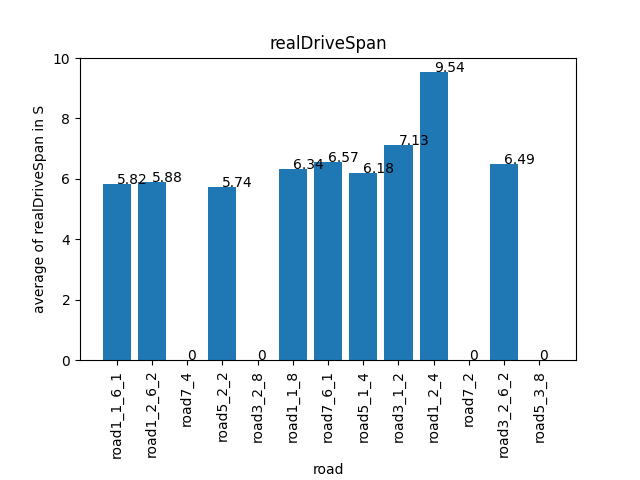 realDriveSpan
average of realDriveSpan in S
10
8
6
4
2
0
5.82
5.88
0
5.74
0
6.34
6.57
6.18
7.13
9.54
0
6.49
0
road1_1_6_1
road1_2_6_2
road7_4
road5_2_2
road3_2_8
road1_1_8
road7_6_1
road5_1_4
road3_1_2
road1_2_4
road7_2
road3_2_6_2
road5_3_8
road